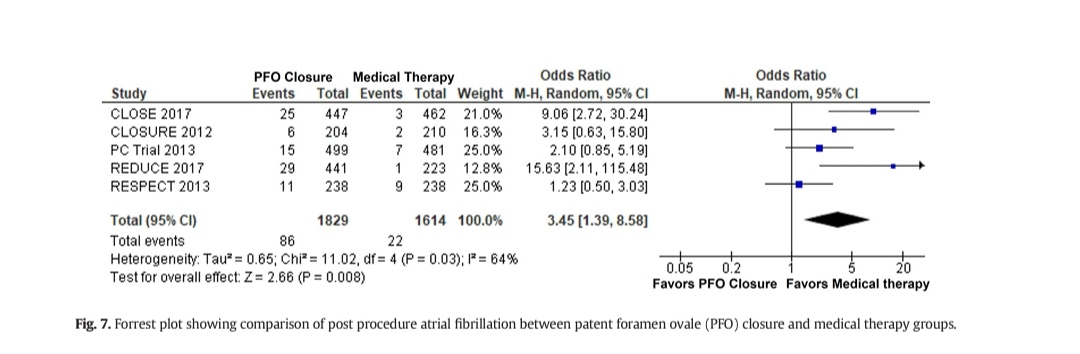 PFO Closure Medical Therapy Odds Ratio Odds Ratio
Study Events Total Events Total Weight M-H, Random, 95% CI M-H, Random, 95% CI
CLOSE 2017 25 447 3 462 21.0% 9.06 [2.72, 30.24]
CLOSURE 2012 6 204 2 210 16.3% 3.15 [0.63, 15.80]
PC Trial 2013 15 499 7 481 25.0% 2.10 [0.85, 5.19]
REDUCE 2017 29 441 1 223 12.8% 15.63 [2.11, 115.48]
RESPECT 2013 11 238 9 238 25.0% 1.23 [0.50, 3.03]
Total (95% CI) 1829 1614 100.0% 3.45 [1.39, 8.58]
Total events 86 22
Heterogeneity: Tau² = 0.65; Chi² = 11.02, df = 4 (P = 0.03); I² = 64%
Test for overall effect: Z = 2.66 (P = 0.008)
0.05 0.2 1 5 20
Favors PFO Closure Favors Medical therapy
Fig. 7. Forrest plot showing comparison of post procedure atrial fibrillation between patent foramen ovale (PFO) closure and medical therapy groups.